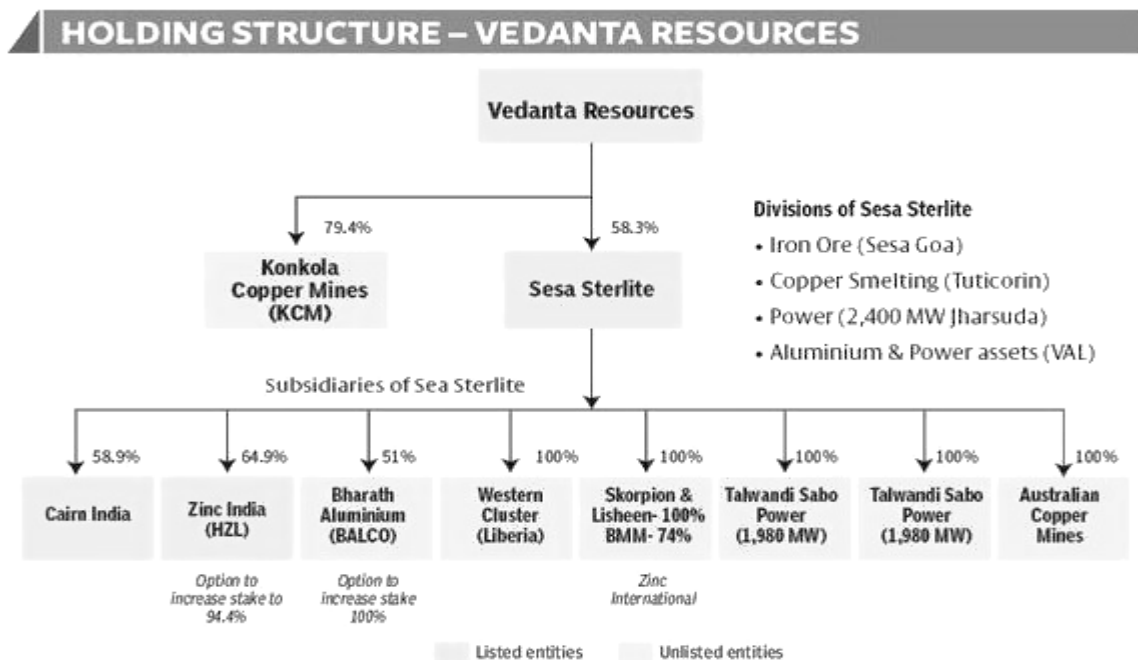 HOLDING STRUCTURE – VEDANTA RESOURCES
Vedanta Resources
79.4%
58.3%
Konkola
Copper Mines
(KCM)
Sesa Sterlite
Divisions of Sesa Sterlite
• Iron Ore (Sesa Goa)
• Copper Smelting (Tuticorin)
• Power (2,400 MW Jharsuda)
• Aluminium & Power assets (VAL)
Subsidiaries of Sea Sterlite
58.9%
64.9%
51%
100%
100%
100%
100%
100%
Cairn India
Zinc India
(HZL)
Bharath
Aluminium
(BALCO)
Western
Cluster
(Liberia)
Skorpion &
Lisheen- 100%
BMM- 74%
Talwandi Sabo
Power
(1,980 MW)
Talwandi Sabo
Power
(1,980 MW)
Australian
Copper
Mines
Option to
increase stake to
94.4%
Option to
increase stake
100%
Zinc
International
Listed entities
Unlisted entities